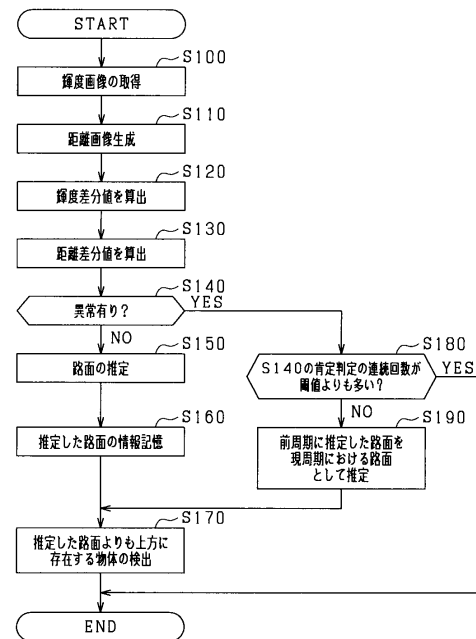 START
S100
輝度画像の取得
S110
距離画像生成
S120
輝度差分値を算出
S130
距離差分値を算出
S140
異常有り?
YES
NO
S150
路面の推定
S160
推定した路面の情報記憶
S180
S140の肯定判定の連続回数が
閾値よりも多い?
YES
NO
S190
前周期に推定した路面を
現周期における路面
として推定
S170
推定した路面よりも上方に
存在する物体の検出
END